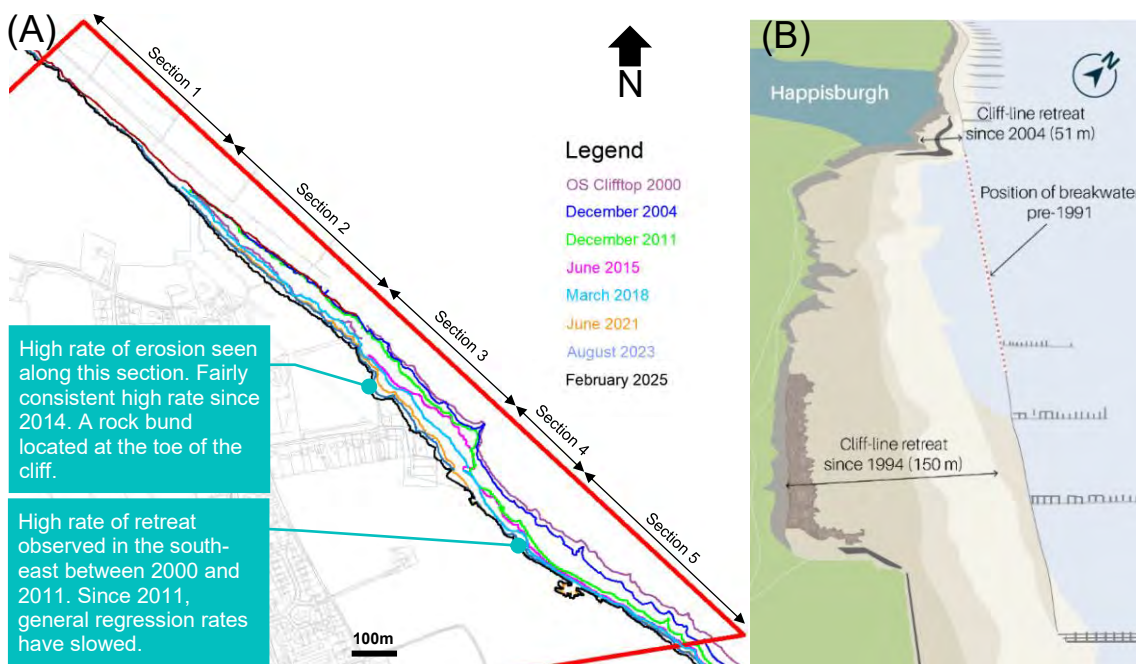 (A)
Section 1
Section 2
Section 3
Section 4
Section 5
N
Legend
OS Clifftop 2000
December 2004
December 2011
June 2015
March 2018
June 2021
August 2023
February 2025
High rate of erosion seen
along this section. Fairly
consistent high rate since
2014. A rock bund
located at the toe of the
cliff.
High rate of retreat
observed in the south-
east between 2000 and
2011. Since 2011,
general regression rates
have slowed.
100m
(B)
N
Happisburgh
Cliff-line retreat
since 2004 (51 m)
Position of breakwater
pre-1991
Cliff-line retreat
since 1994 (150 m)